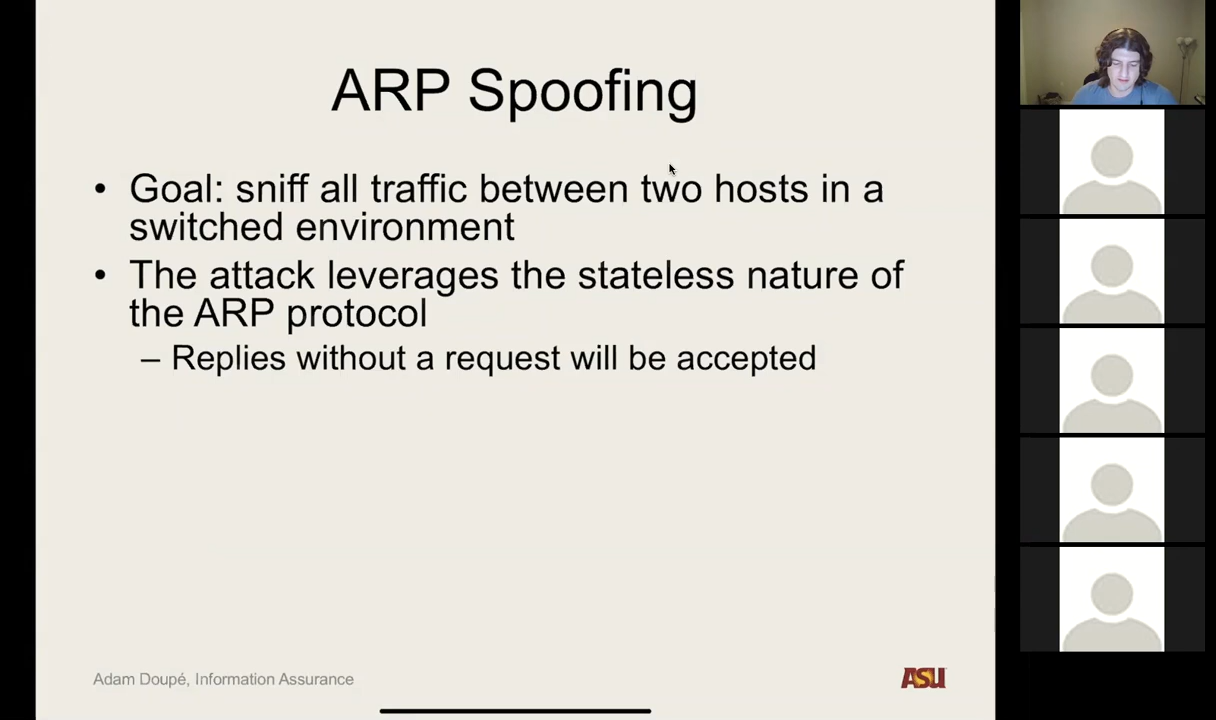 ARP Spoofing
• Goal: sniff all traffic between two hosts in a
switched environment
• The attack leverages the stateless nature of
the ARP protocol
– Replies without a request will be accepted
Adam Doupé, Information Assurance
ASU